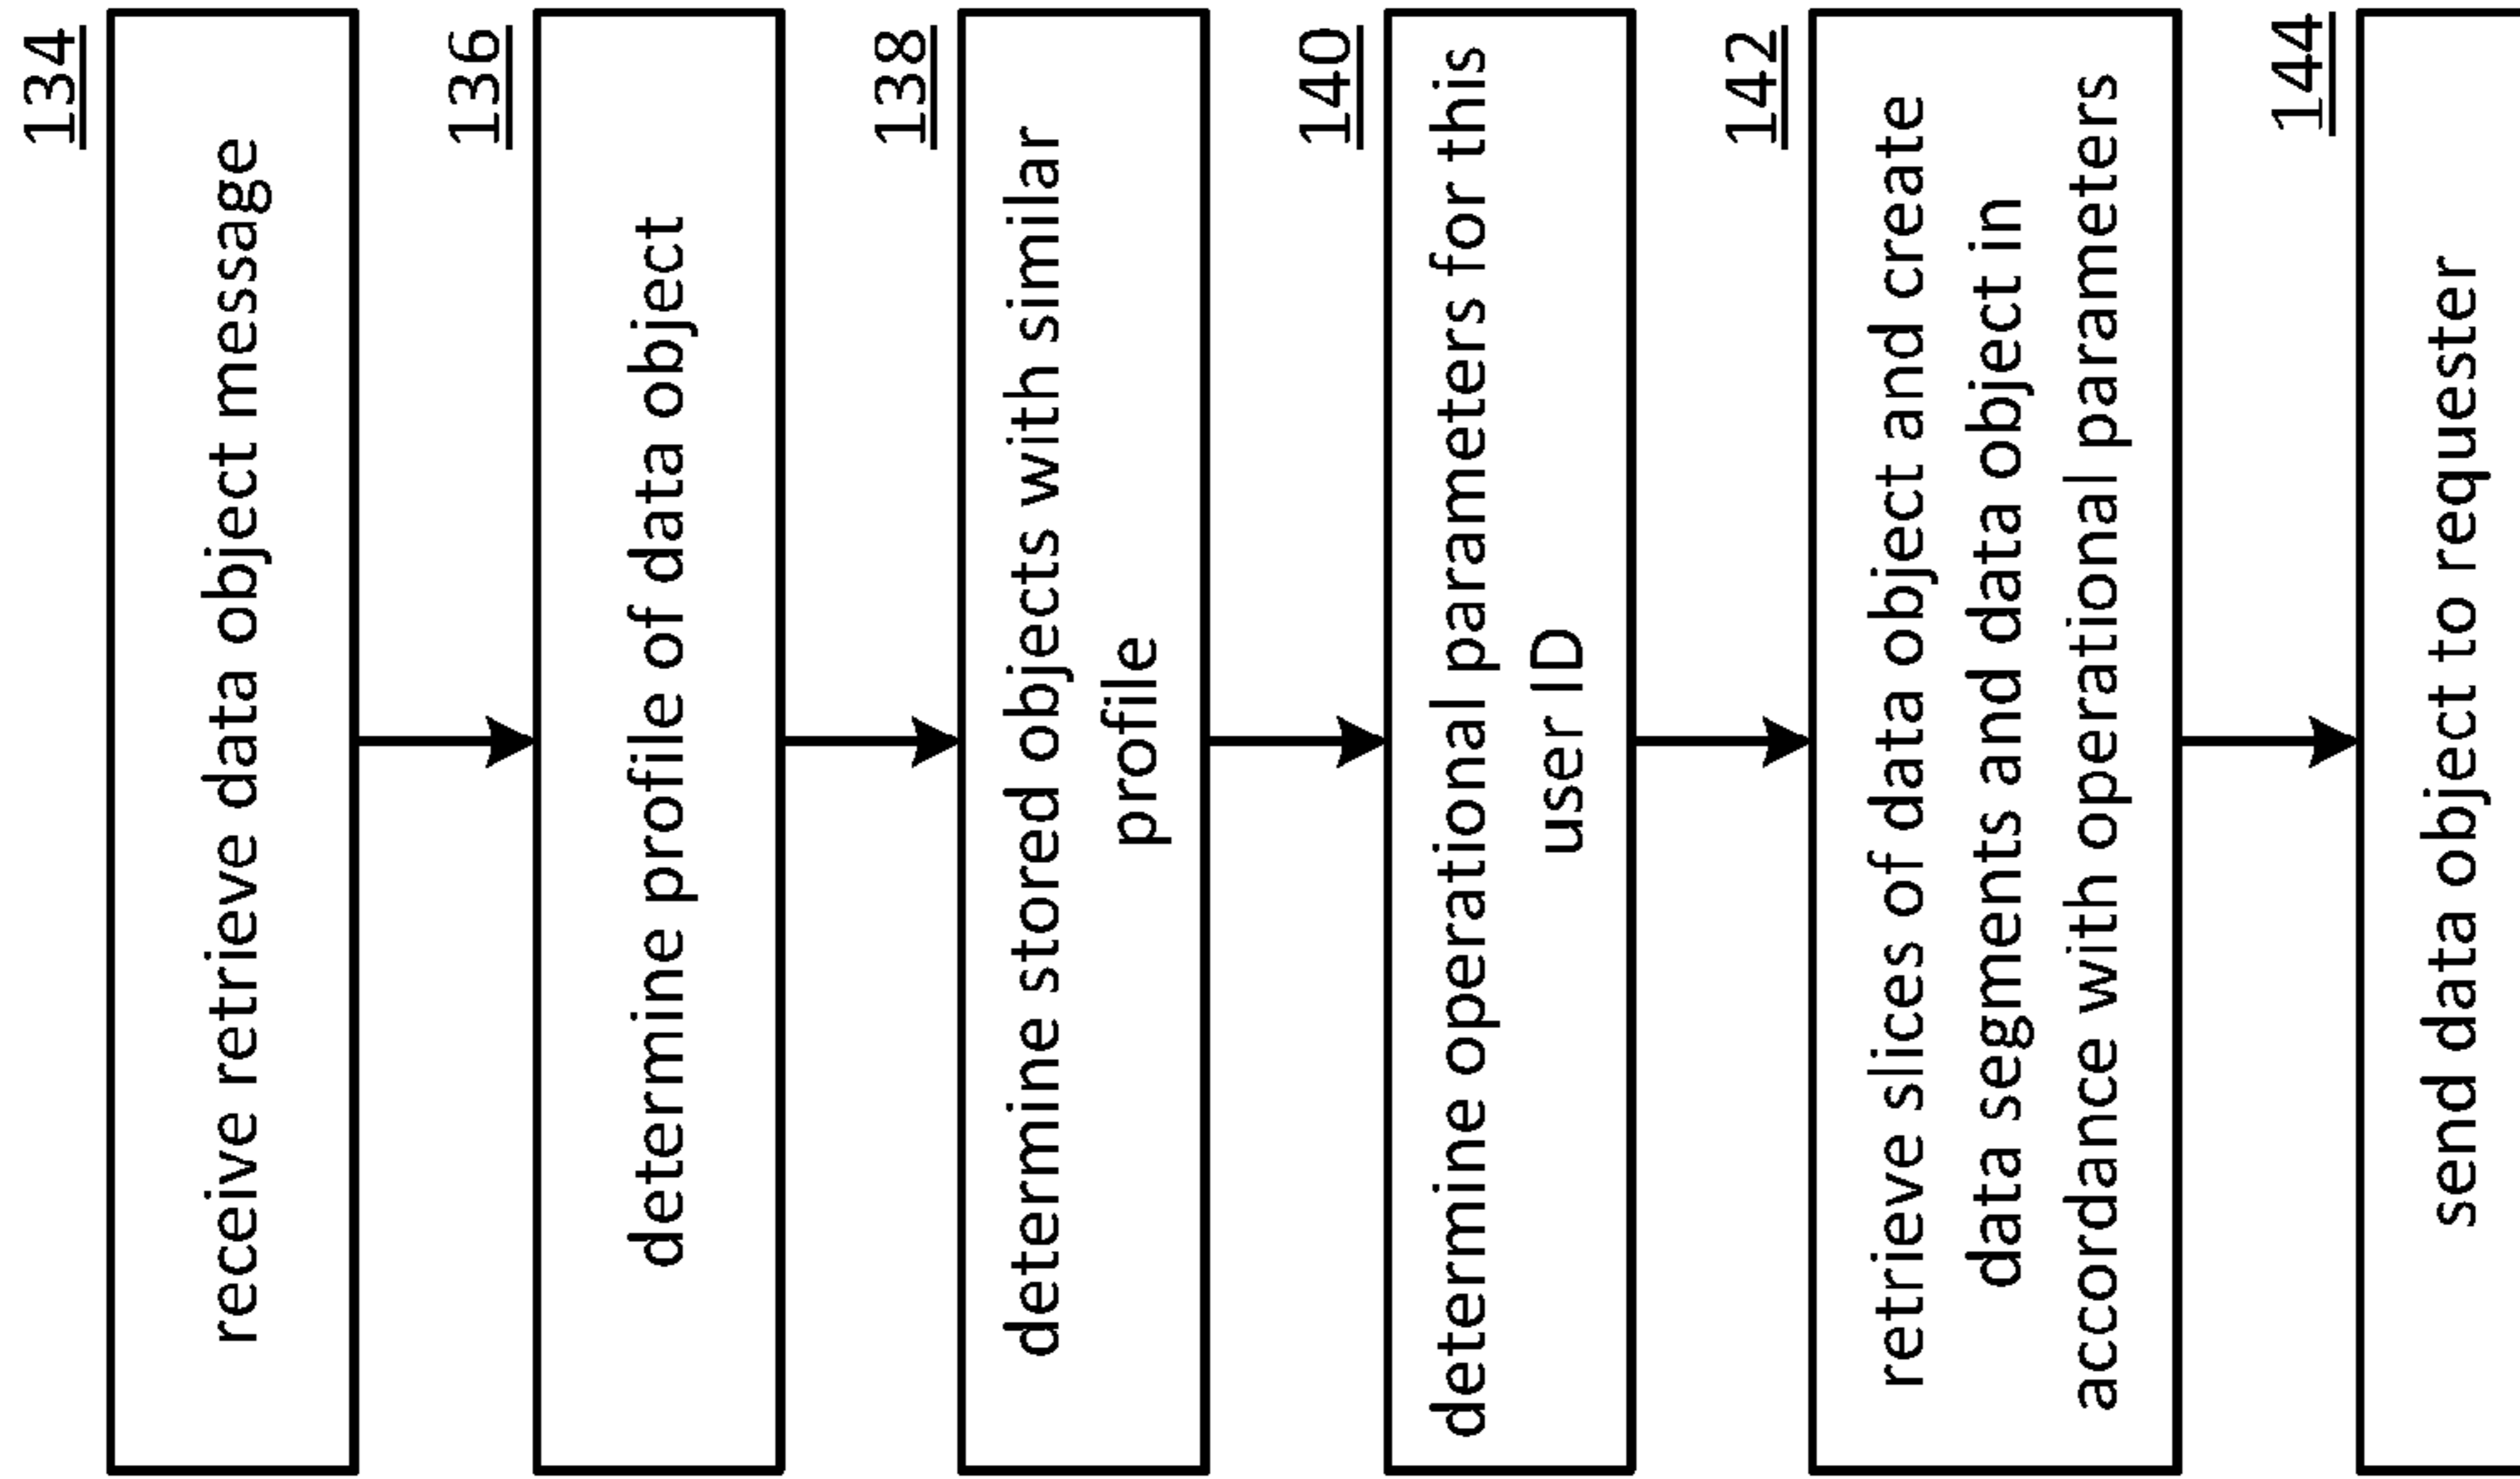 134
receive retrieve data object message
136
determine profile of data object
138
determine stored objects with similar
profile
140
determine operational parameters for this
user ID
142
retrieve slices of data object and create
data segments and data object in
accordance with operational parameters
144
send data object to requester